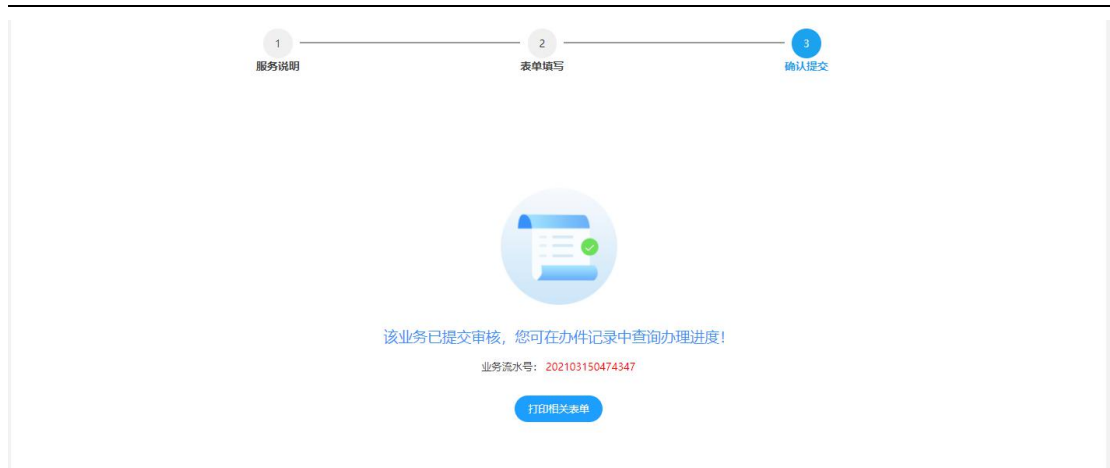 1 2 3
服务说明 表单填写 确认提交
该业务已提交审核，您可在办件记录中查询办理进度！
业务流水号： 202103150474347
打印相关表单